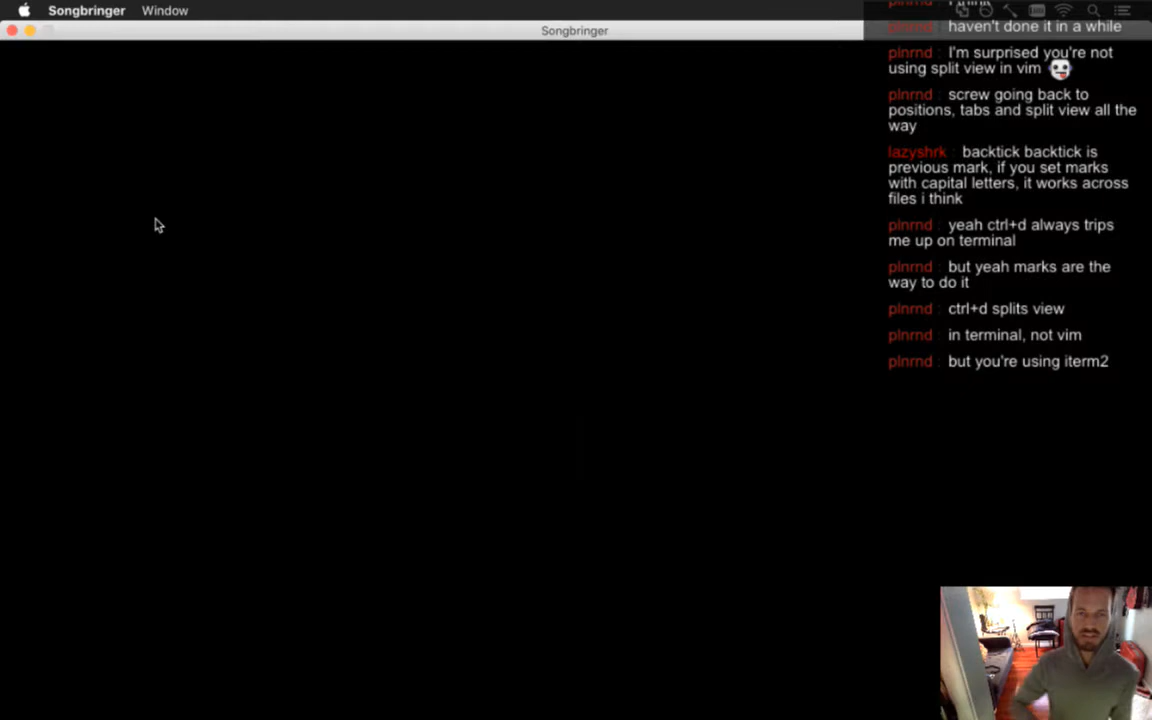 Songbringer Window
Songbringer
plnrnd : haven't done it in a while
plnrnd : I'm surprised you're not
using split view in vim
plnrnd : screw going back to
positions, tabs and split view all the
way
lazyshrk : backtick backtick is
previous mark, if you set marks
with capital letters, it works across
files i think
plnrnd : yeah ctrl+d always trips
me up on terminal
plnrnd : but yeah marks are the
way to do it
plnrnd : ctrl+d splits view
plnrnd : in terminal, not vim
plnrnd : but you're using iterm2